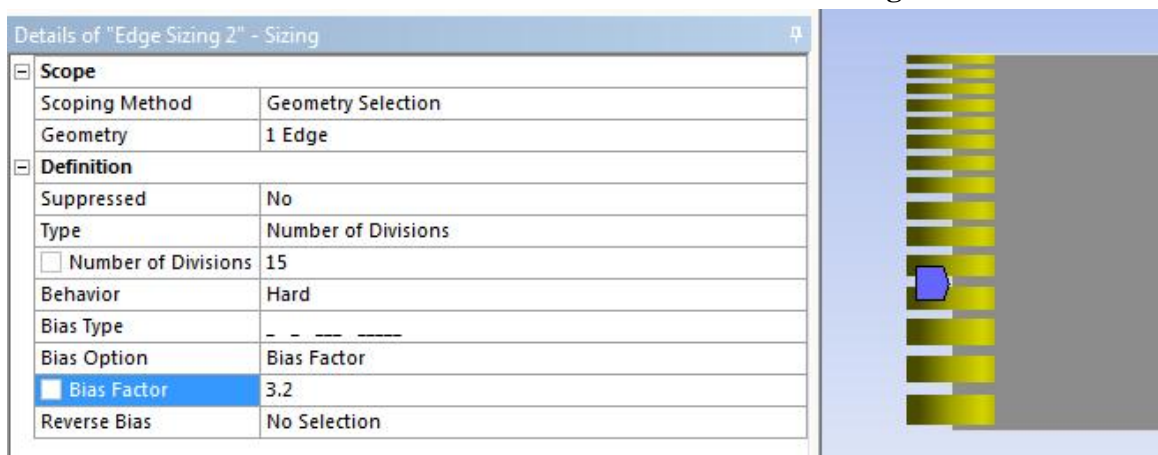 Details of "Edge Sizing 2" - Sizing
Scope
Scoping Method Geometry Selection
Geometry 1 Edge
Definition
Suppressed No
Type Number of Divisions
Number of Divisions 15
Behavior Hard
Bias Type _ _ ___ _____
Bias Option Bias Factor
Bias Factor 3.2
Reverse Bias No Selection